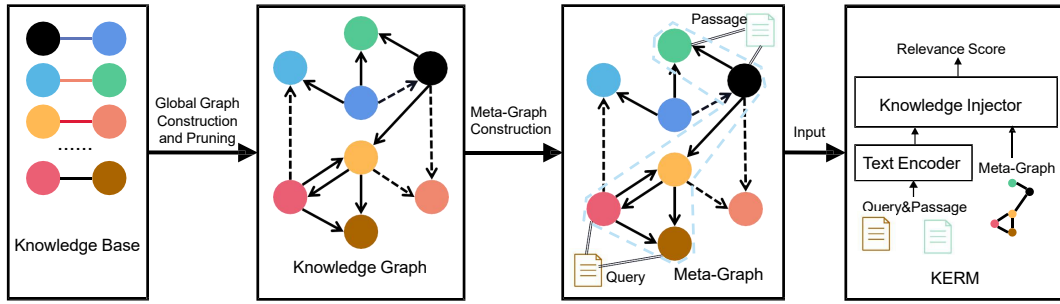 ......
Knowledge Base
Global Graph
Construction
and Pruning
Knowledge Graph
Meta-Graph
Construction
Passage
Query
Meta-Graph
Input
Relevance Score
Knowledge Injector
Text Encoder
Meta-Graph
Query&Passage
KERM